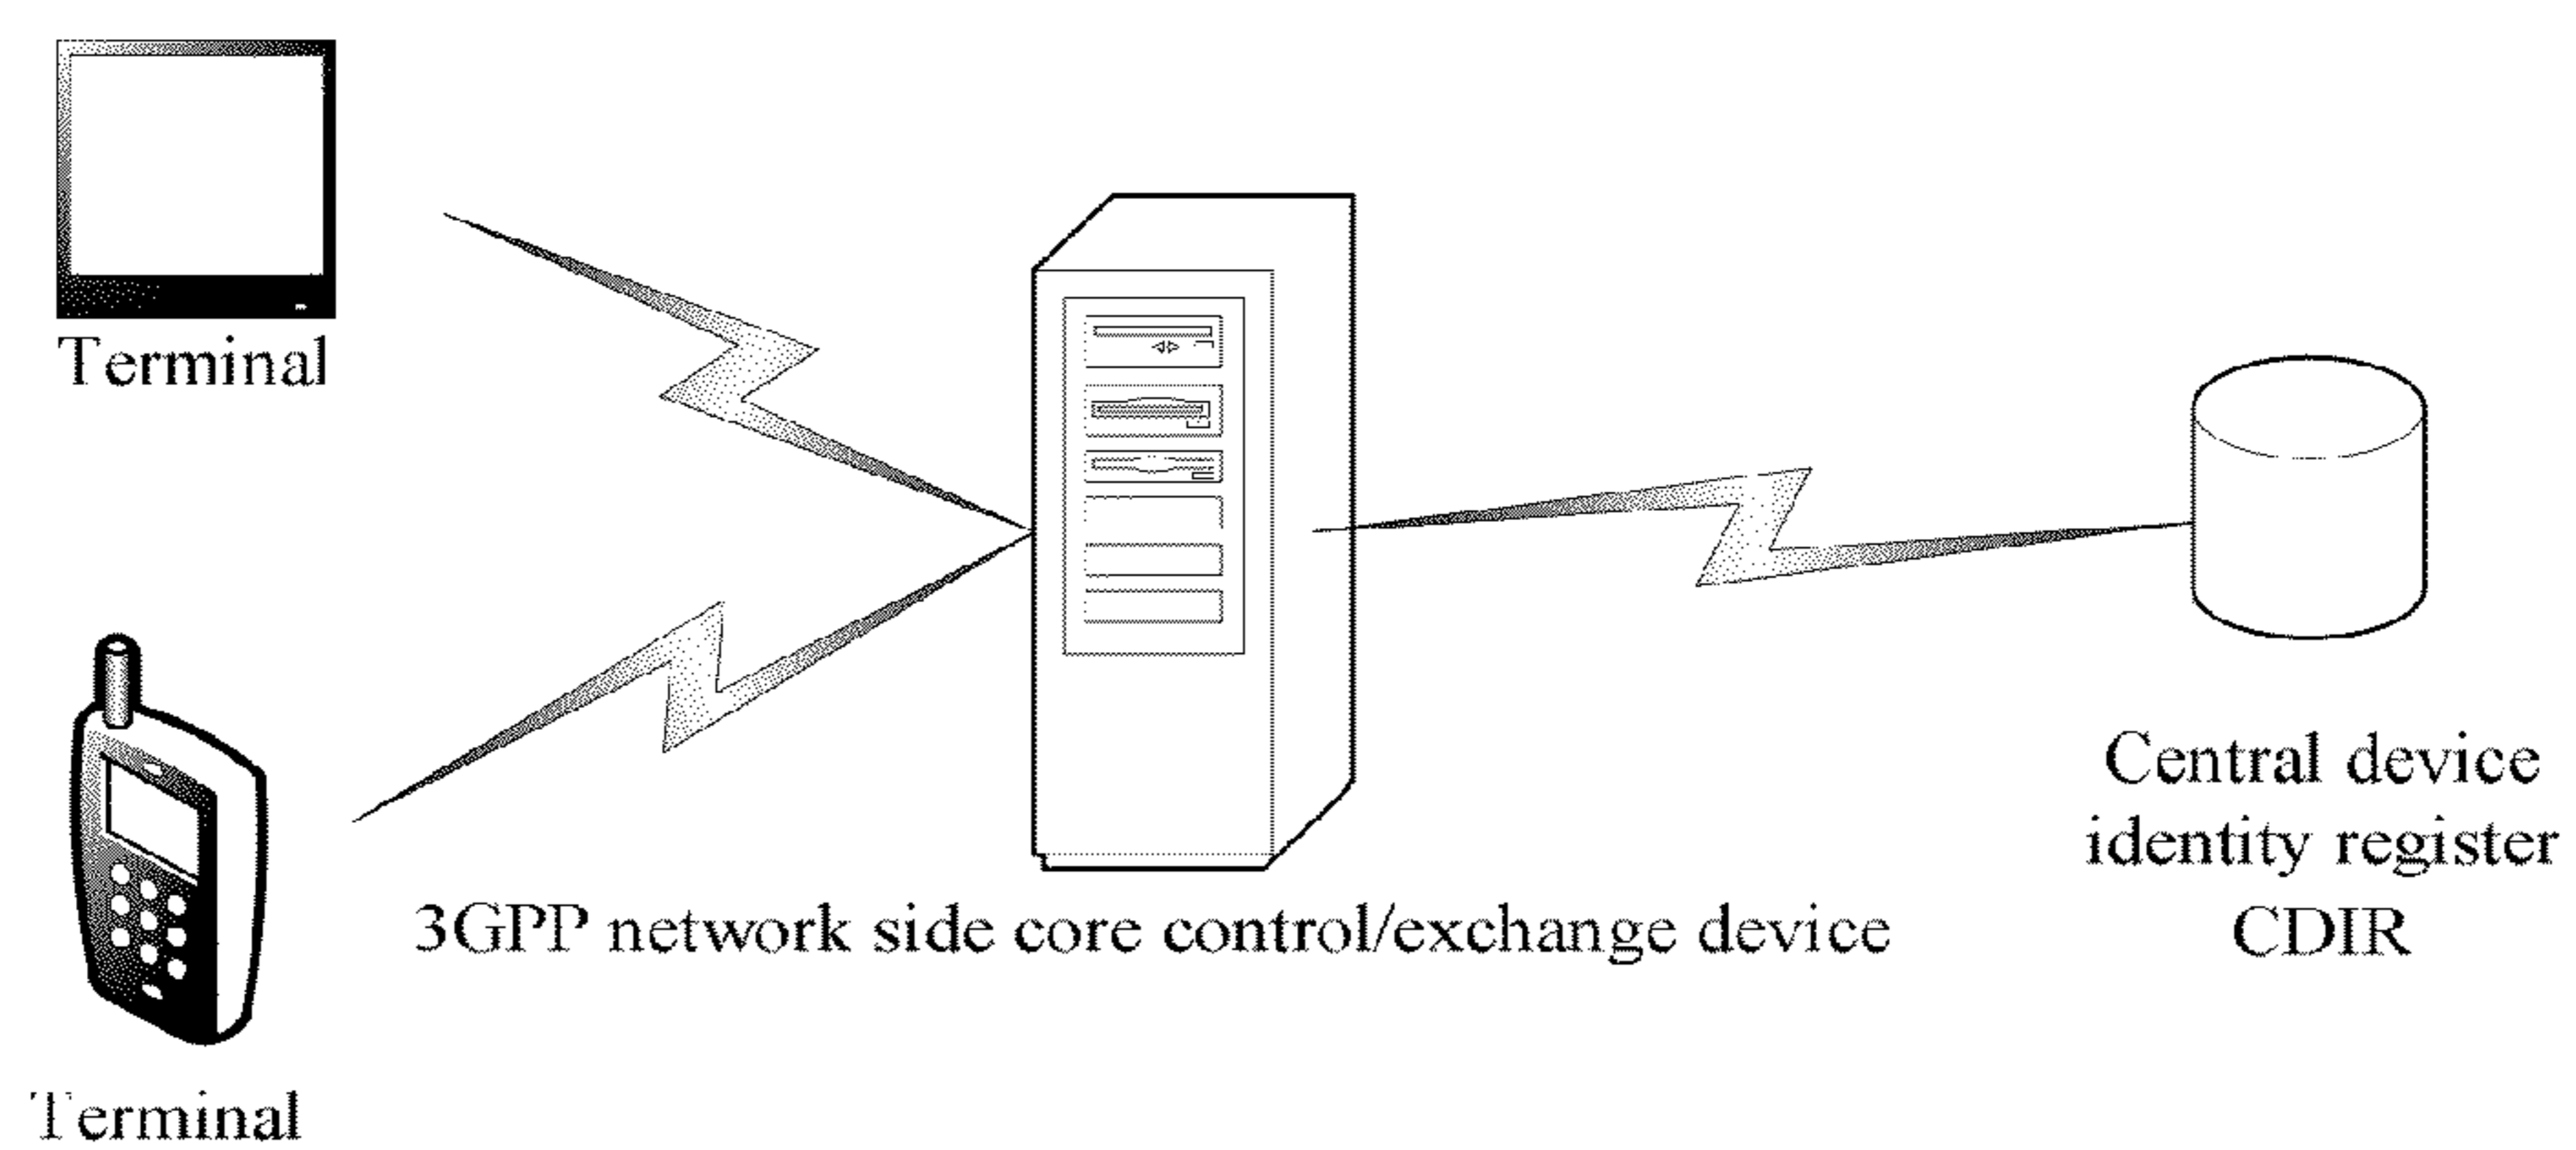 Terminal
Central device
identity register
CDIR
3GPP network side core control/exchange device
Terminal